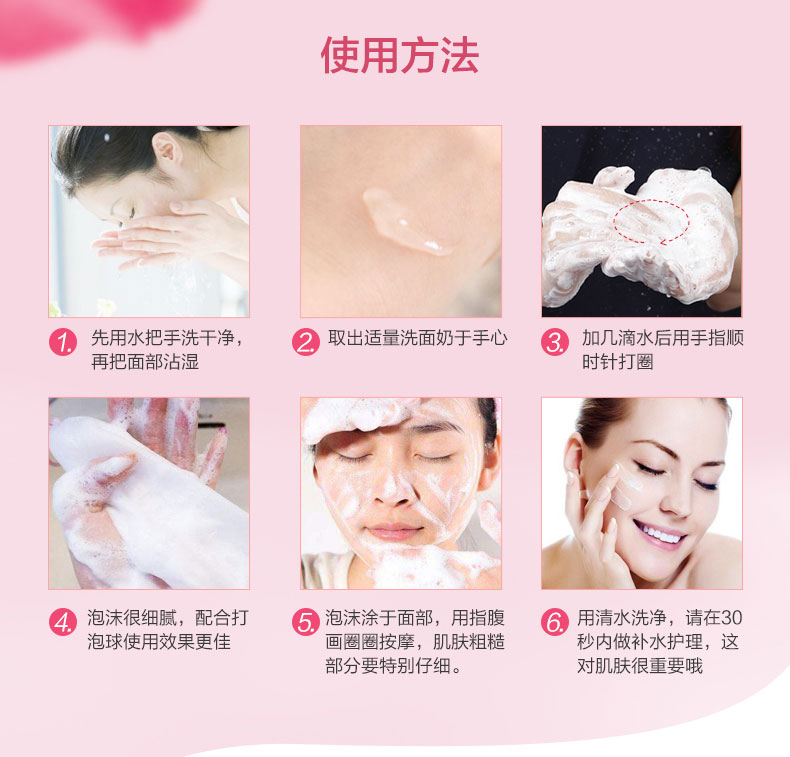 使用方法
1. 先用水把手洗干净，
再把面部沾湿
2. 取出适量洗面奶于手心
3. 加几滴水后用手指顺
时针打圈
4. 泡沫很细腻，配合打
泡球使用效果更佳
5. 泡沫涂于面部，用指腹
画圈圈按摩，肌肤粗糙
部分要特别仔细。
6. 用清水洗净，请在30
秒内做补水护理，这
对肌肤很重要哦